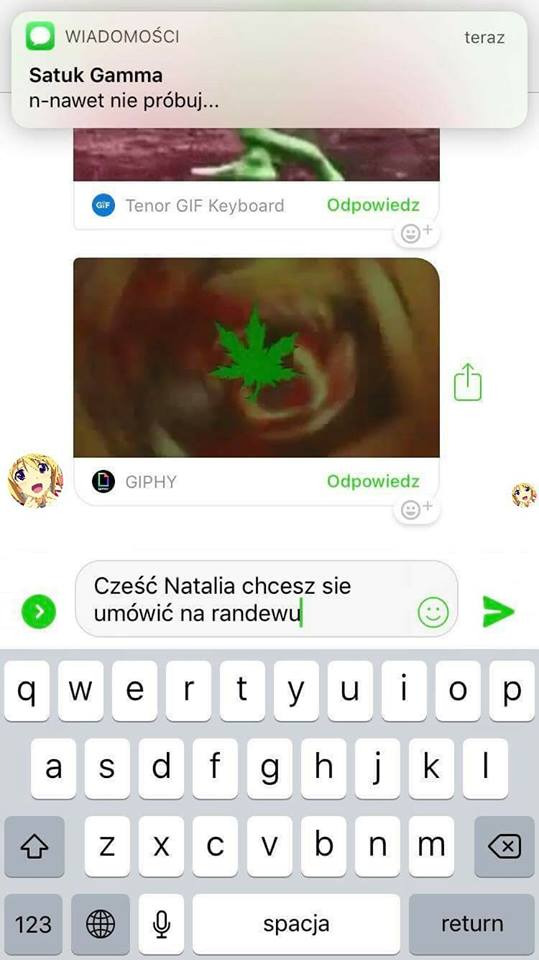 WIADOMOŚCI
teraz
Satuk Gamma
n-nawet nie próbuj...
GIF
Tenor GIF Keyboard
Odpowiedz
GIPHY
Odpowiedz
Cześć Natalia chcesz sie
umówić na randewu
q w e r t y u i o p
a s d f g h j k l
z x c v b n m
123
spacja
return